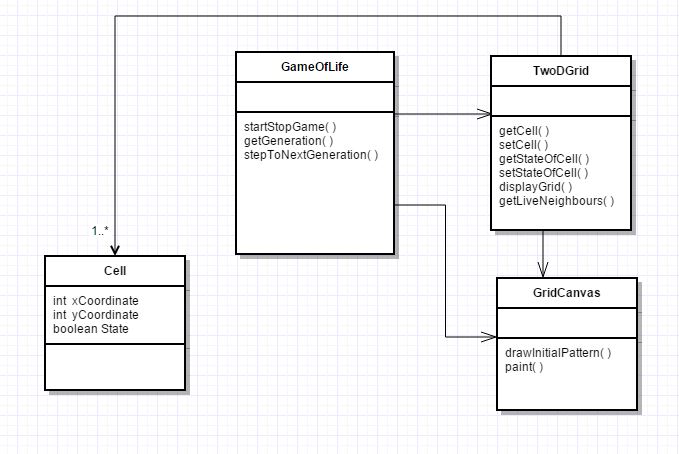 GameOfLife
startStopGame( )
getGeneration( )
stepToNextGeneration( )
TwoDGrid
getCell( )
setCell( )
getStateOfCell( )
setStateOfCell( )
displayGrid( )
getLiveNeighbours( )
1..*
Cell
int xCoordinate
int yCoordinate
boolean State
GridCanvas
drawInitialPattern( )
paint( )